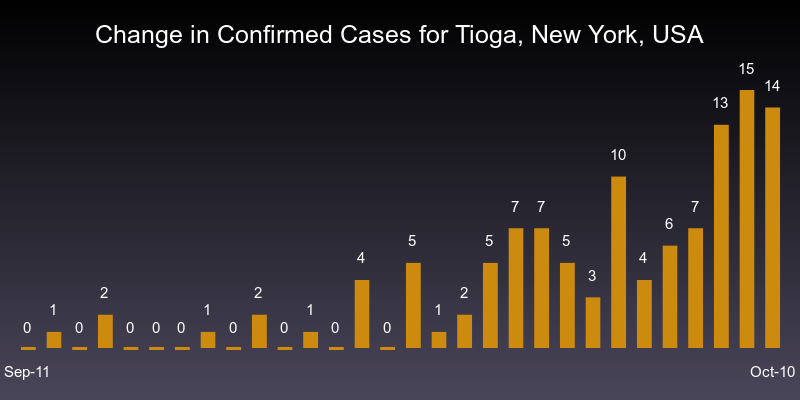 Change in Confirmed Cases for Tioga, New York, USA
0 1 0 2 0 0 0 1 0 2 0 1 0 4 0 5 1 2 5 7 7 5 3 10 4 6 7 13 15 14
Sep-11 Oct-10